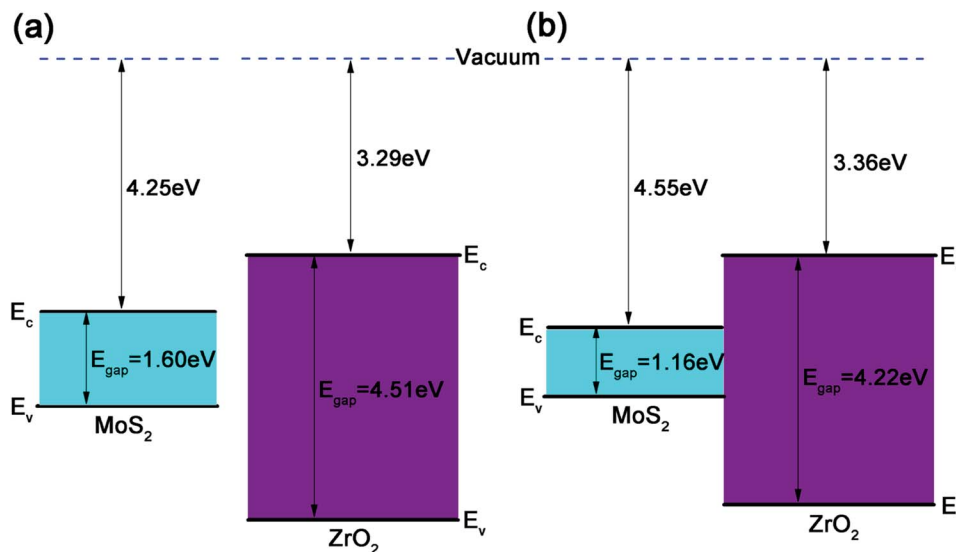 (a)
(b)
Vacuum
4.25eV
3.29eV
4.55eV
3.36eV
Ec
Ec
E
Ec
Egap=1.60eV
Egap=4.51eV
Egap=1.16eV
Egap=4.22eV
Ev
MoS2
Ev
MoS2
Ev
ZrO2
E
ZrO2